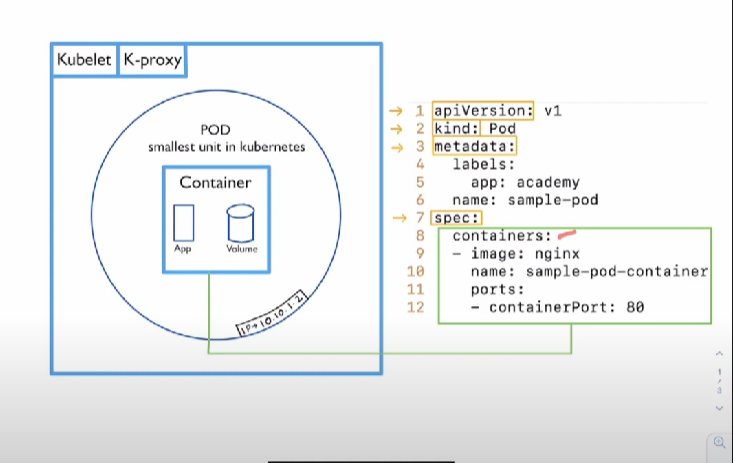 Kubelet K-proxy
POD
smallest unit in kubernetes
Container
App Volume
IP→10.10.1.2
→ 1 apiVersion: v1
→ 2 kind: Pod
→ 3 metadata:
4 labels:
5 app: academy
6 name: sample-pod
→ 7 spec:
8 containers:
9 - image: nginx
10 name: sample-pod-container
11 ports:
12 - containerPort: 80
1
/
3